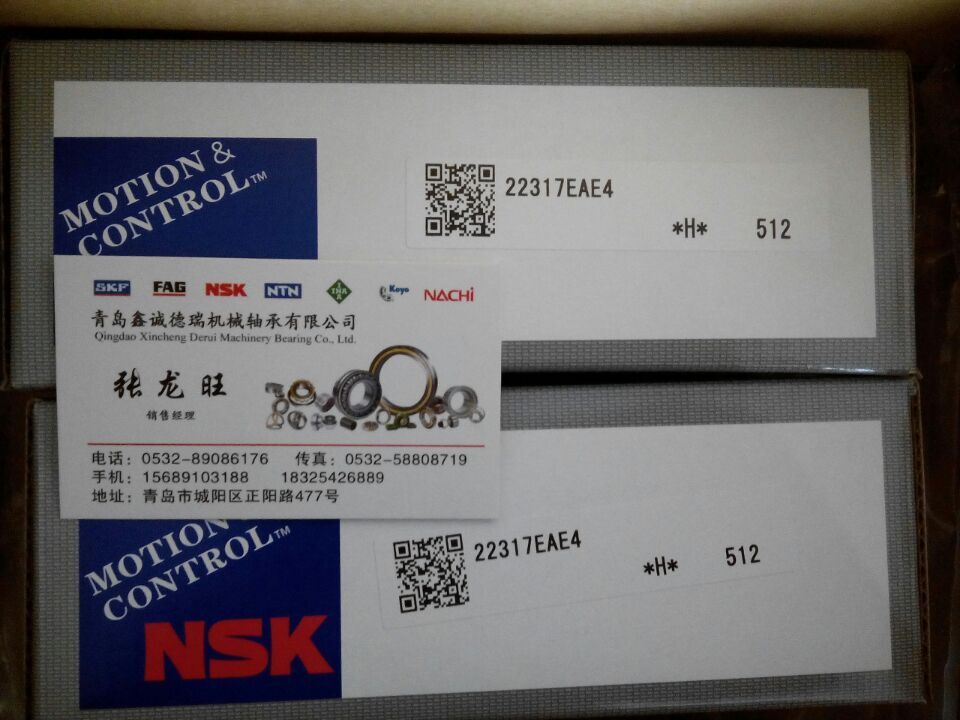 MOTION &
CONTROL™
22317EAE4
*H* 512
SKF FAG NSK NTN INA Koyo NACHI
青岛鑫诚德瑞机械轴承有限公司
Qingdao Xincheng Derui Machinery Bearing Co., Ltd.
张龙旺
销售经理
电话：0532-89086176 传真：0532-58808719
手机：15689103188 18325426889
地址：青岛市城阳区正阳路477号
MOTION &
CONTROL™
NSK
22317EAE4
*H* 512